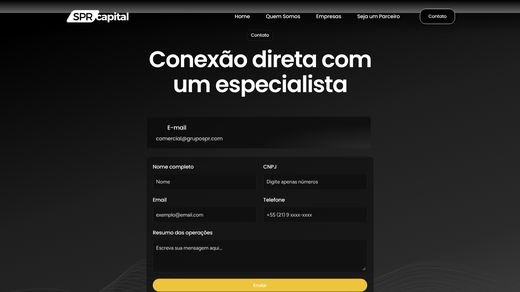 SPR capital
Home Quem Somos Empresas Seja um Parceiro Contato
Contato
Conexão direta com
um especialista
E-mail
comercial@grupospr.com
Nome completo CNPJ
Nome Digite apenas números
Email Telefone
exemplo@email.com +55 (21) 9 xxxx-xxxx
Resumo das operações
Escreva sua mensagem aqui...
Enviar